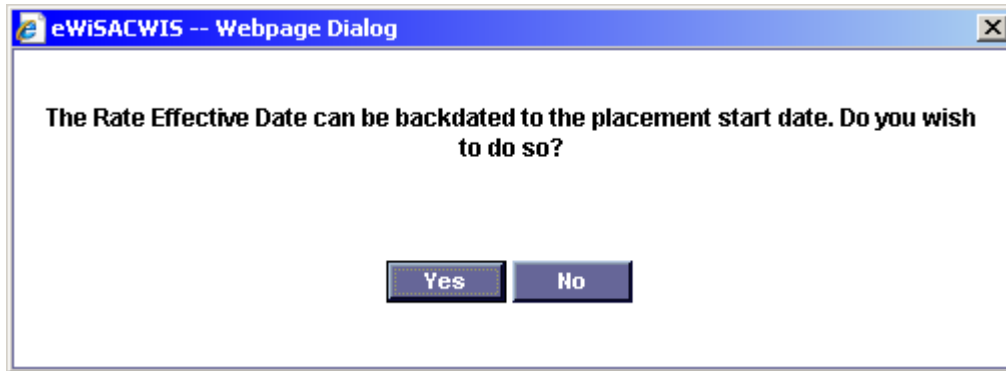 eWiSACWIS -- Webpage Dialog
The Rate Effective Date can be backdated to the placement start date. Do you wish
to do so?
Yes No